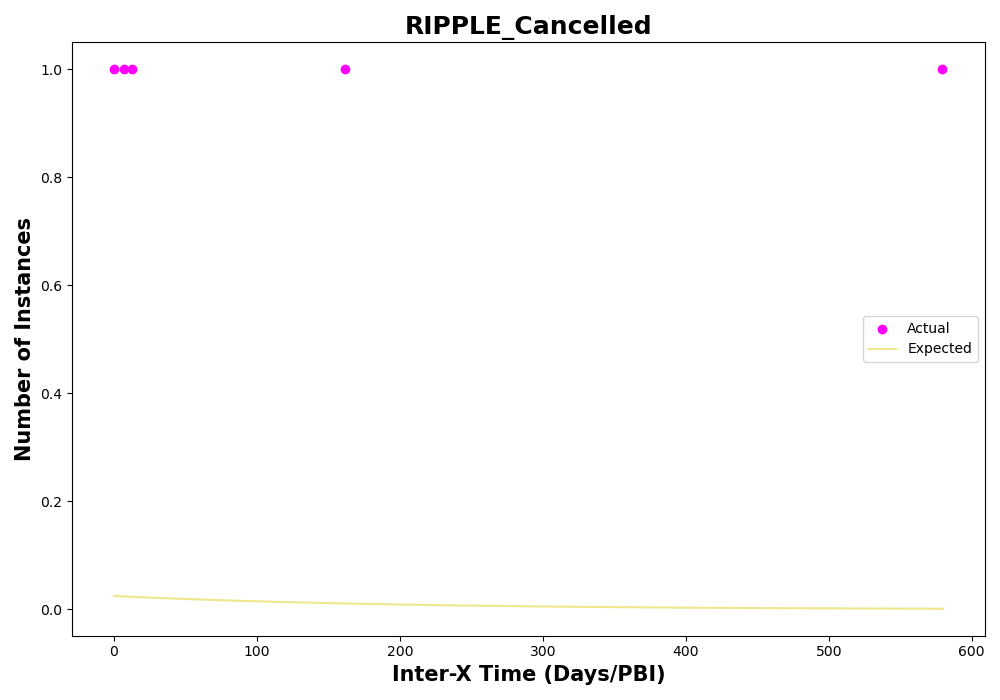 RIPPLE_Cancelled
Number of Instances
1.0
0.8
0.6
0.4
0.2
0.0
Actual
Expected
0 100 200 300 400 500 600
Inter-X Time (Days/PBI)